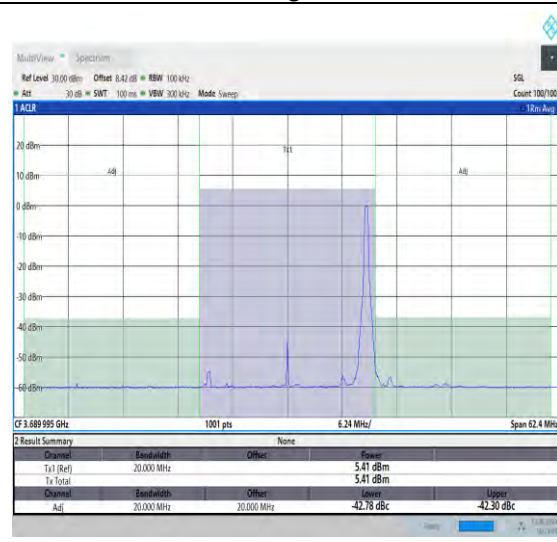 MultiView Spectrum
Ref Level 30.00 dBm Offset 8.42 dB RBW 100 kHz SGL
Att 30 dB SWT 100 ms VBW 300 kHz Mode Sweep Count 100/100
1 ACLR 1Rm Avg
Tx1
Adj Adj
20 dBm
10 dBm
0 dBm
-10 dBm
-20 dBm
-30 dBm
-40 dBm
-50 dBm
-60 dBm
CF 3.689 995 GHz 1001 pts 6.24 MHz/ Span 62.4 MHz
2 Result Summary None
Channel Bandwidth Offset Power
Tx1 (Ref) 20.000 MHz 5.41 dBm
Tx Total 5.41 dBm
Channel Bandwidth Offset Lower Upper
Adj 20.000 MHz 20.000 MHz -42.78 dBc -42.30 dBc